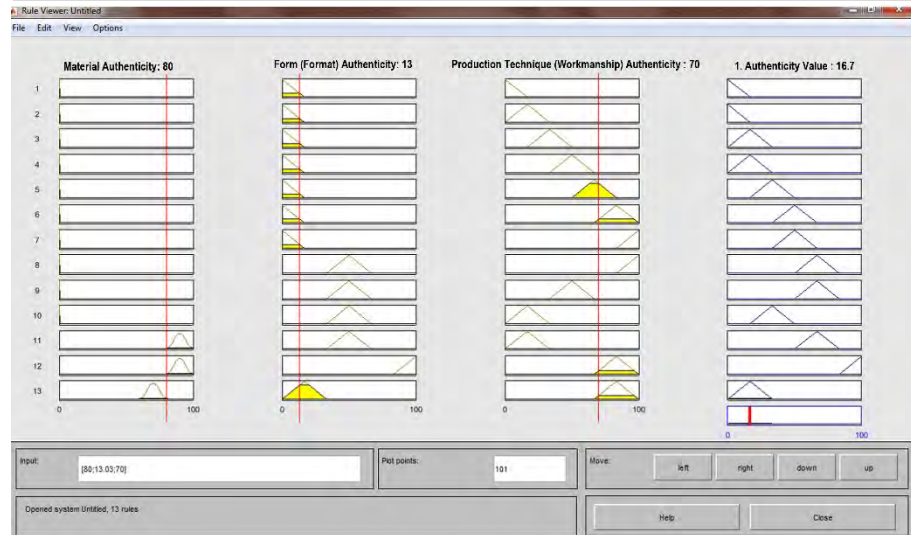 Rule Viewer: Untitled
File Edit View Options
Material Authenticity: 80 Form (Format) Authenticity: 13 Production Technique (Workmanship) Authenticity : 70 1. Authenticity Value : 16.7
1
2
3
4
5
6
7
8
9
10
11
12
13
0 100 0 100 0 100
0 100
Input: [80;13.03;70] Plot points: 101 Move: left right down up
Opened system Untitled, 13 rules Help Close